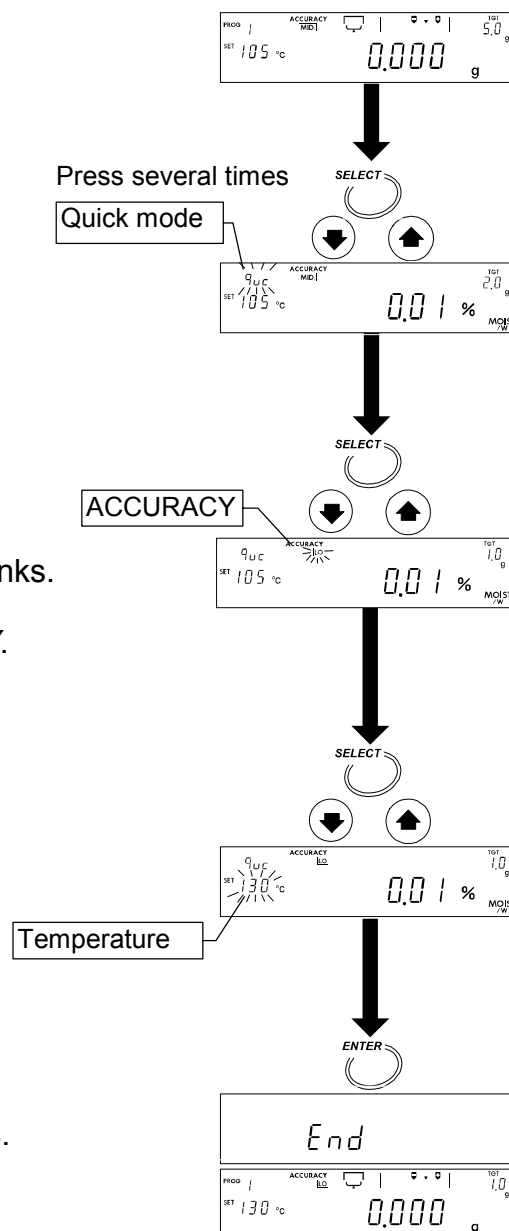 PROG 1 ACCURACY MID. TGT 5.0 g
SET 105 °C 0.000 g
SELECT
Press several times
Quick mode
quc ACCURACY MID. TGT 2.0 g
SET 105 °C 0.01 % MOIST /W
SELECT
ACCURACY
quc ACCURACY LO TGT 1.0 g
SET 105 °C 0.01 % MOIST /W
nks.
.
SELECT
quc ACCURACY LO TGT 1.0 g
SET 130 °C 0.01 % MOIS /W
Temperature
ENTER
End
.
PROG 1 ACCURACY LO TGT 1.0 g
SET 130 °C 0.000 g